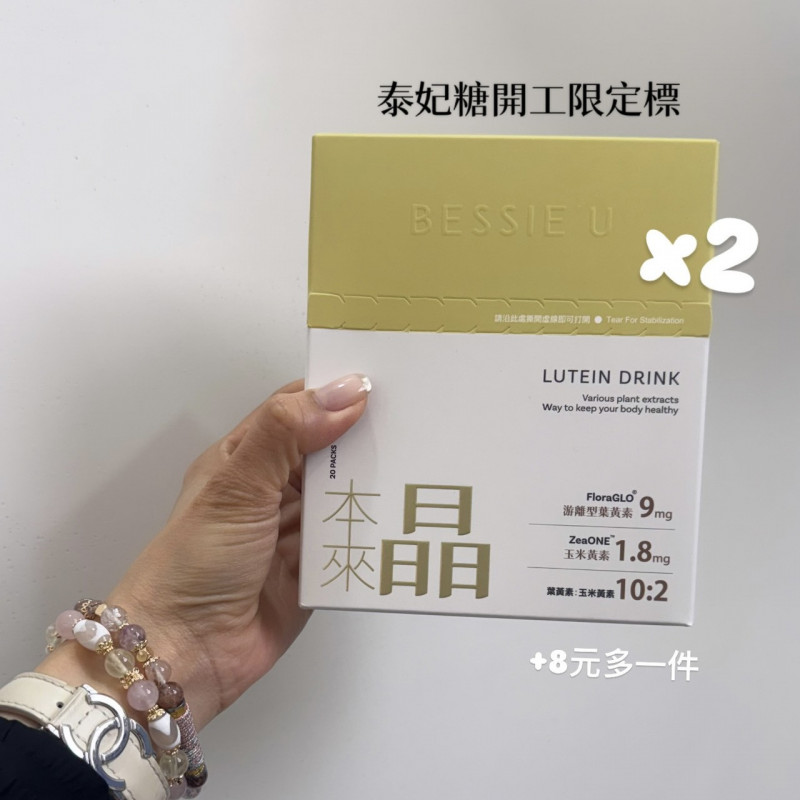 泰妃糖開工限定標
BESSIE U
x2
請沿此處撕開虛線即可打開 ● Tear For Stabilization
LUTEIN DRINK
Various plant extracts
Way to keep your body healthy
20 PACKS
FloraGLO®
游離型葉黃素 9mg
ZeaONE™
玉米黃素 1.8mg
葉黃素:玉米黃素 10:2
本來晶
+8元多一件